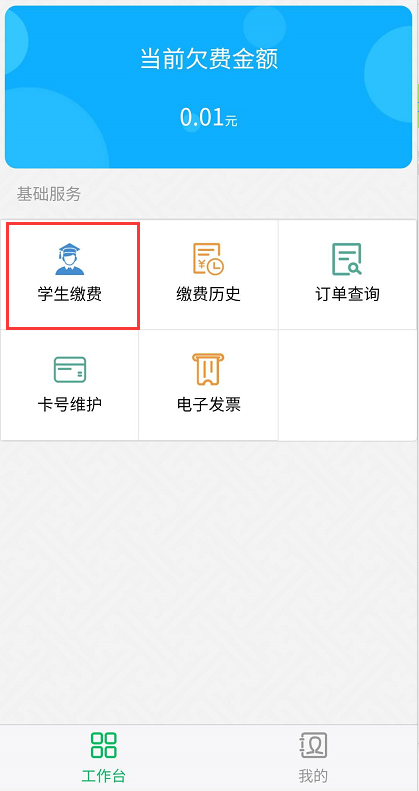 当前欠费金额
0.01元
基础服务
学生缴费 缴费历史 订单查询
卡号维护 电子发票
工作台 我的